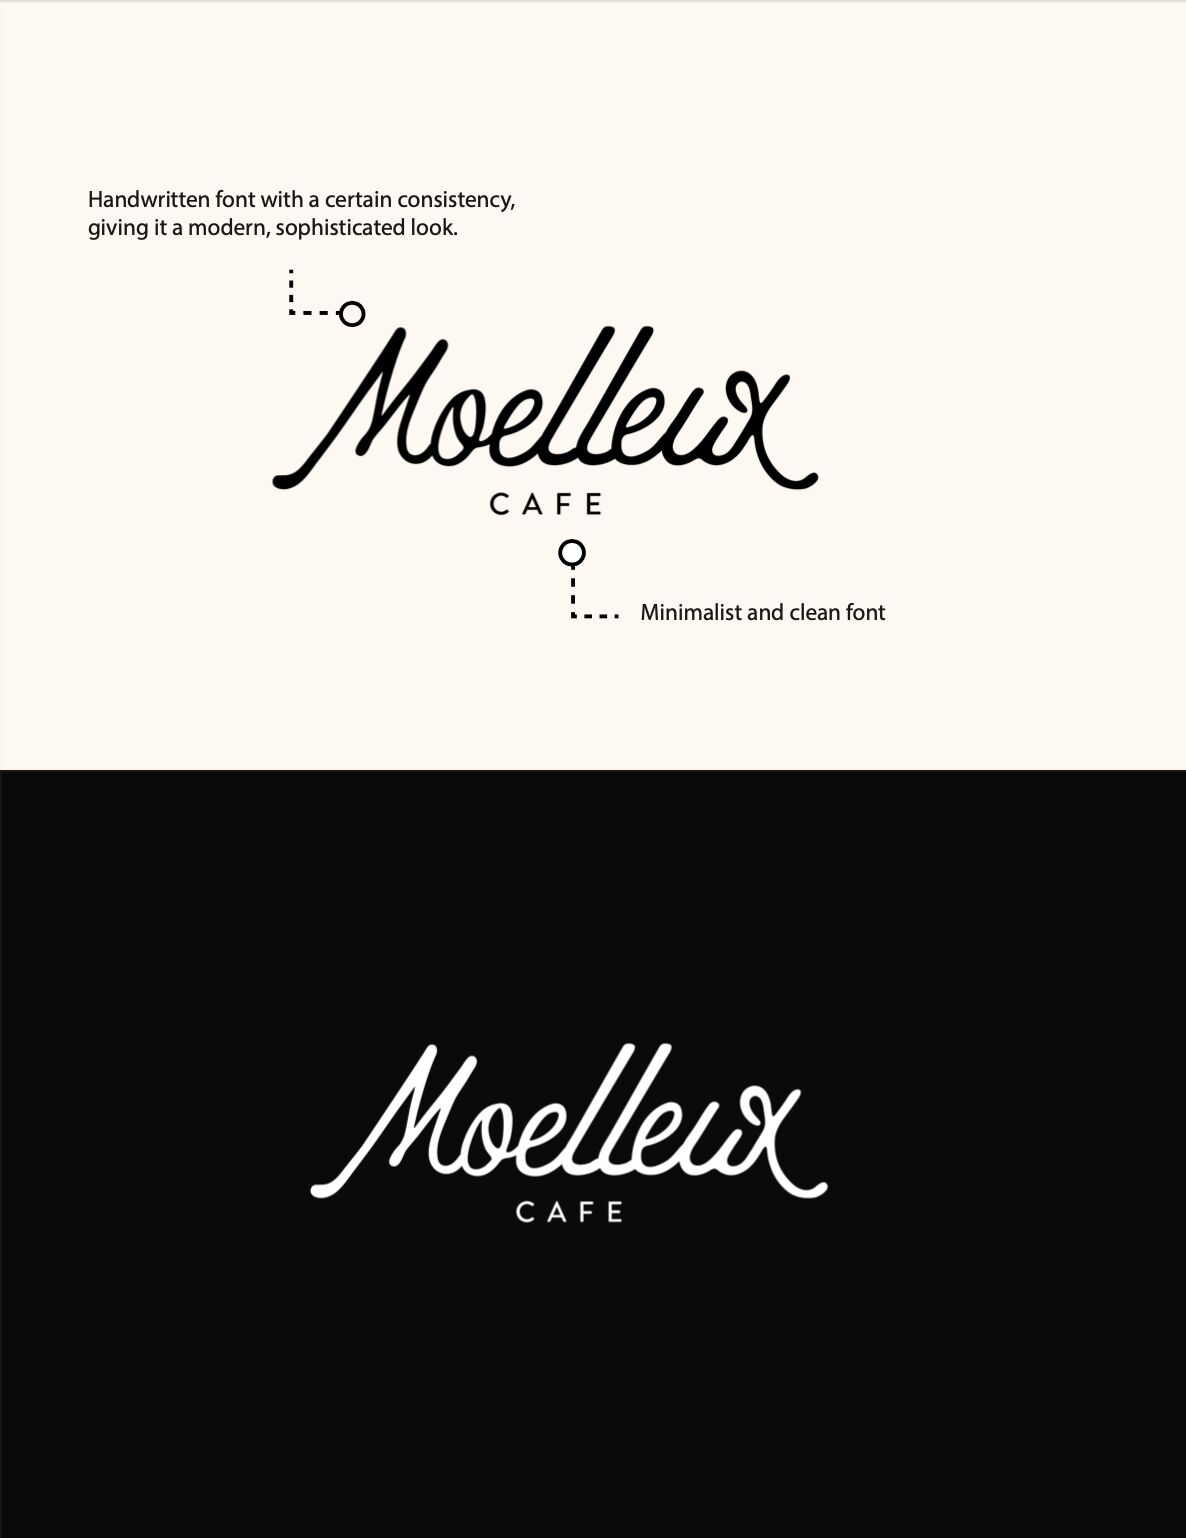 Handwritten font with a certain consistency,
giving it a modern, sophisticated look.
Moelleux
CAFE
Minimalist and clean font
Moelleux
CAFE